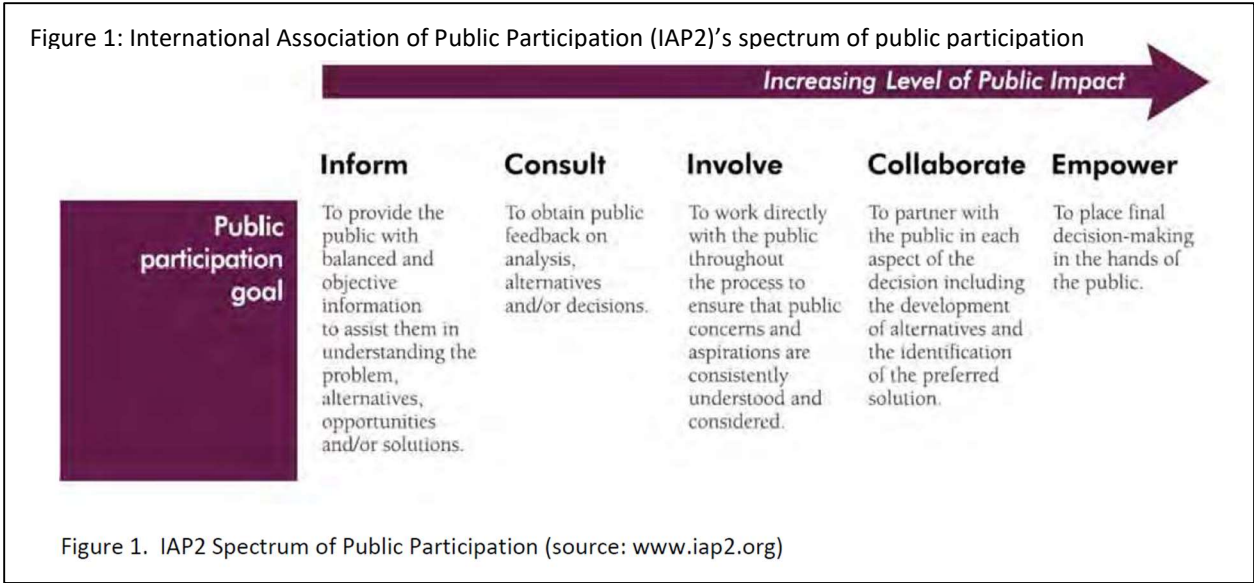 Figure 1: International Association of Public Participation (IAP2)’s spectrum of public participation
Increasing Level of Public Impact
Public
participation
goal
Inform
To provide the
public with
balanced and
objective
information
to assist them in
understanding the
problem,
alternatives,
opportunities
and/or solutions.
Consult
To obtain public
feedback on
analysis,
alternatives
and/or decisions.
Involve
To work directly
with the public
throughout
the process to
ensure that public
concerns and
aspirations are
consistently
understood and
considered.
Collaborate
To partner with
the public in each
aspect of the
decision including
the development
of alternatives and
the identification
of the preferred
solution.
Empower
To place final
decision-making
in the hands of
the public.
Figure 1. IAP2 Spectrum of Public Participation (source: www.iap2.org)